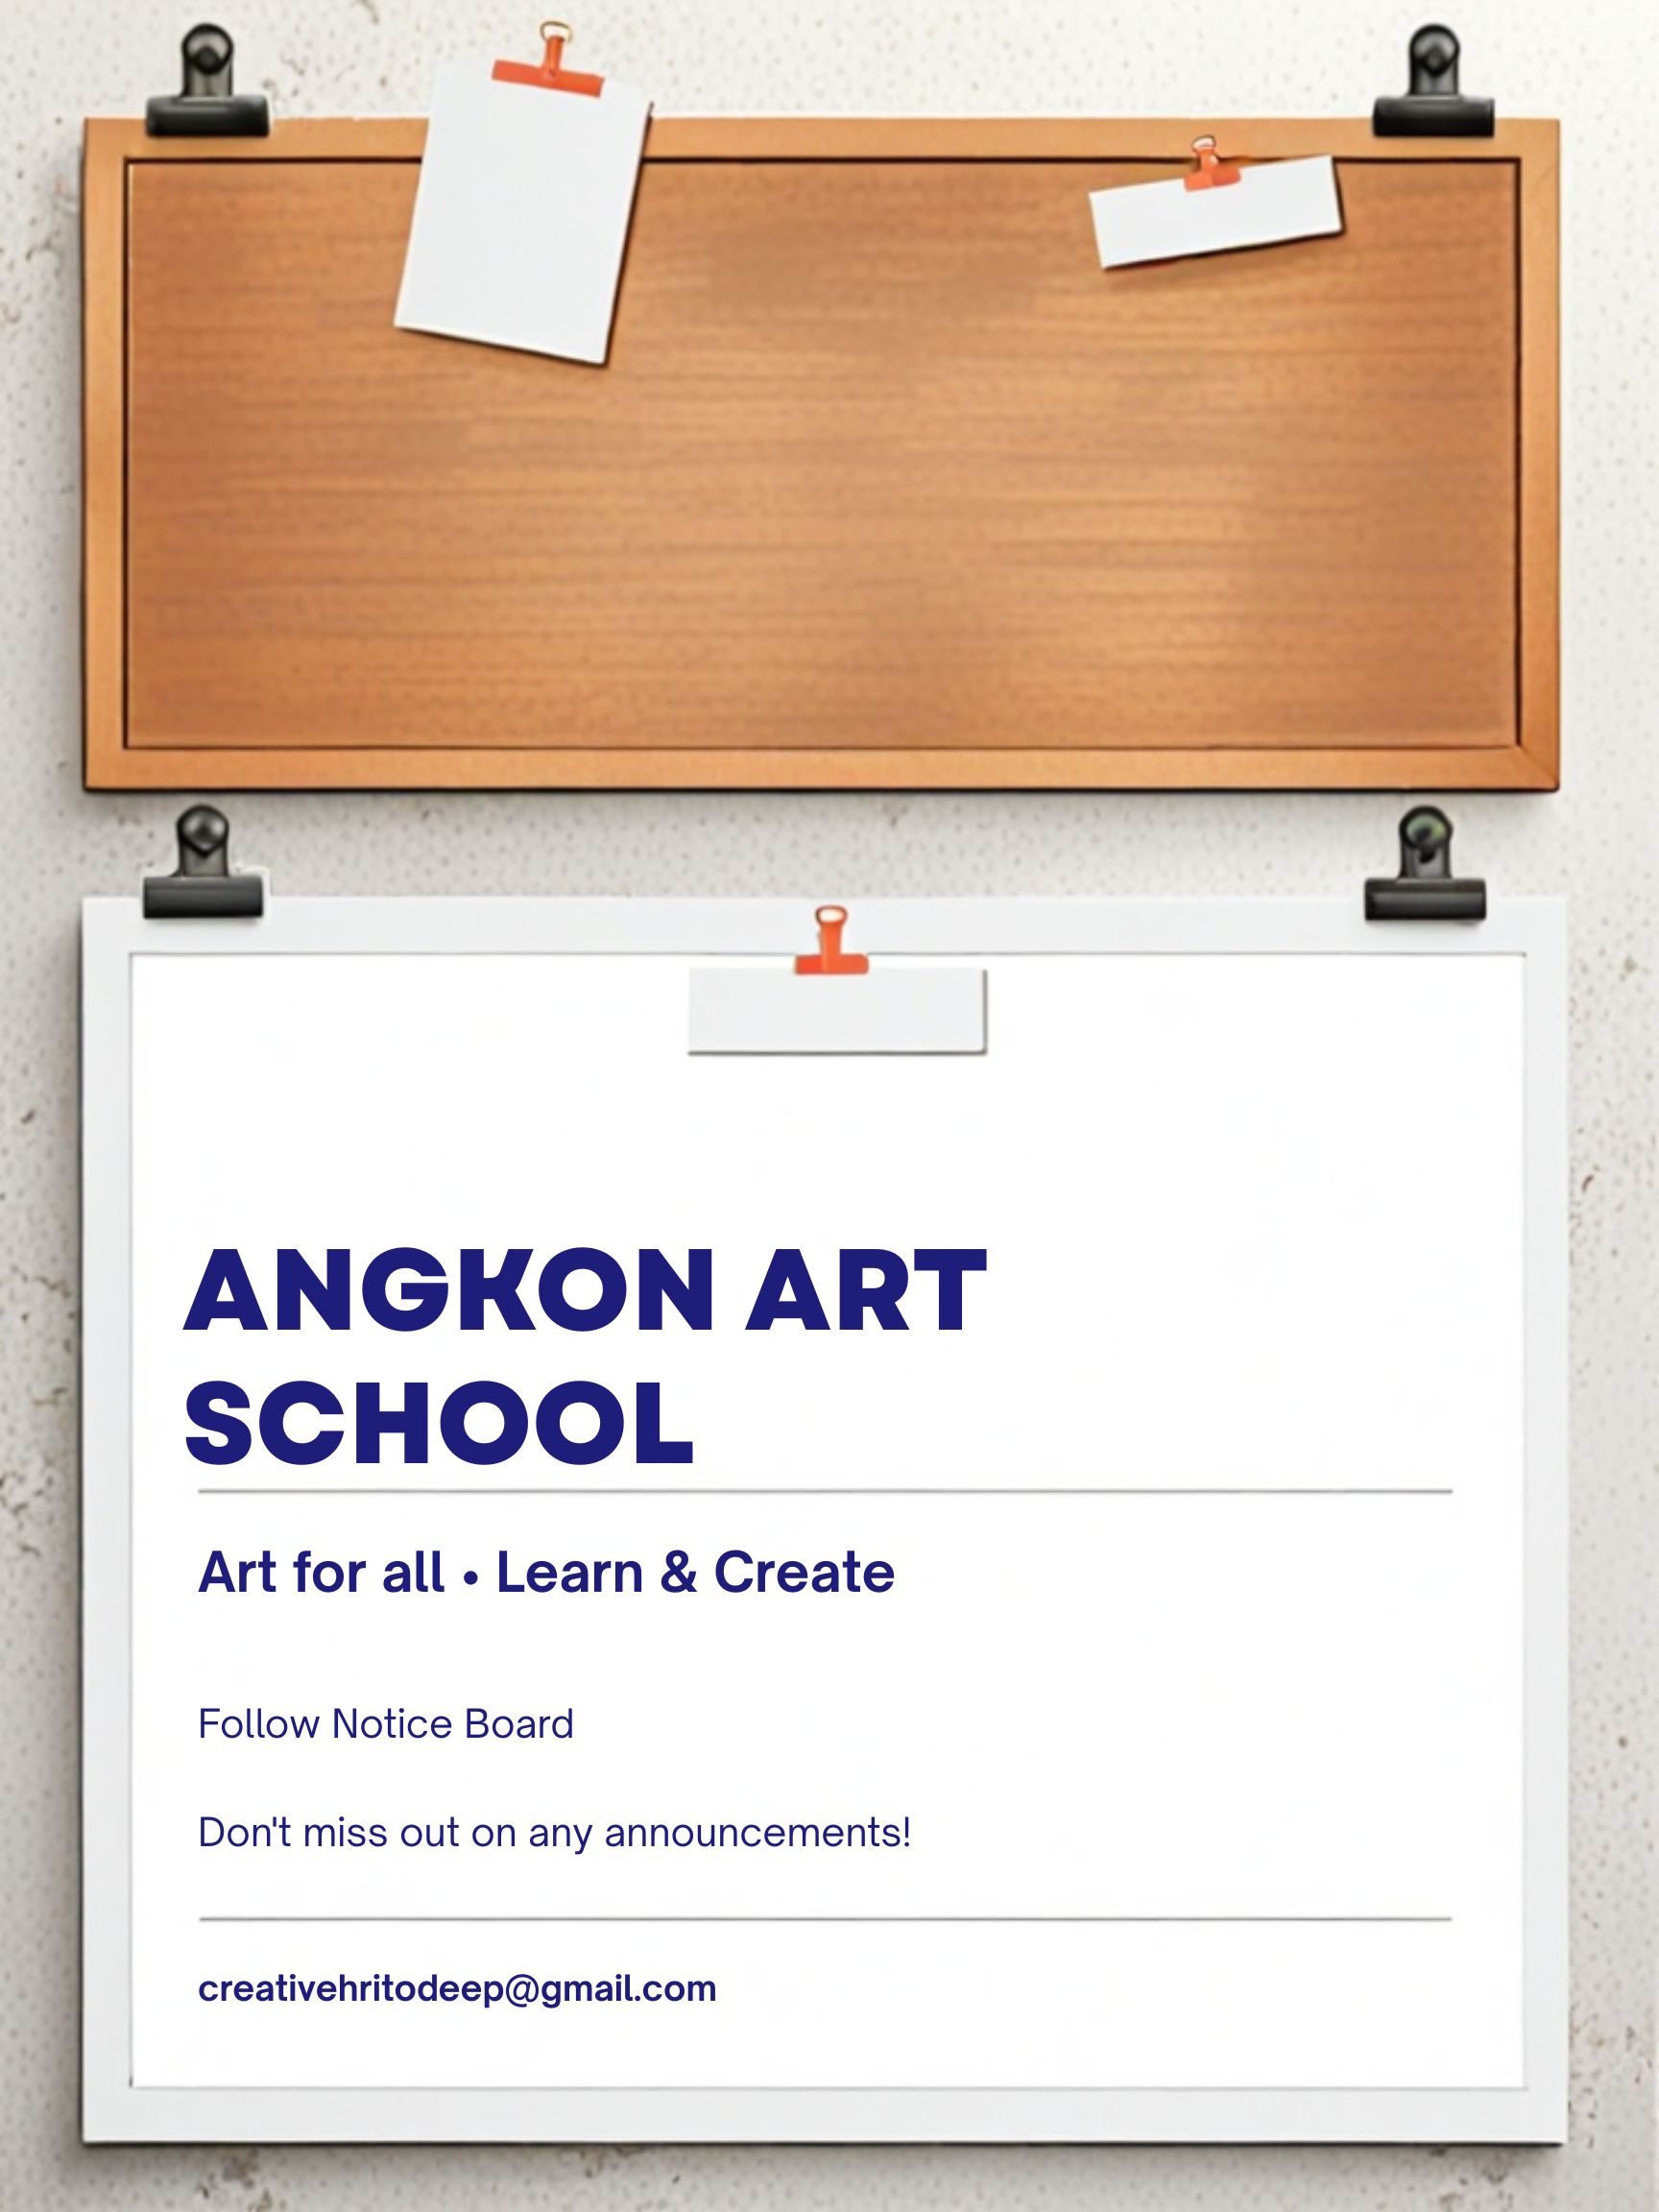 ANGKON ART
SCHOOL
Art for all • Learn & Create
Follow Notice Board
Don't miss out on any announcements!
creativehritodeep@gmail.com